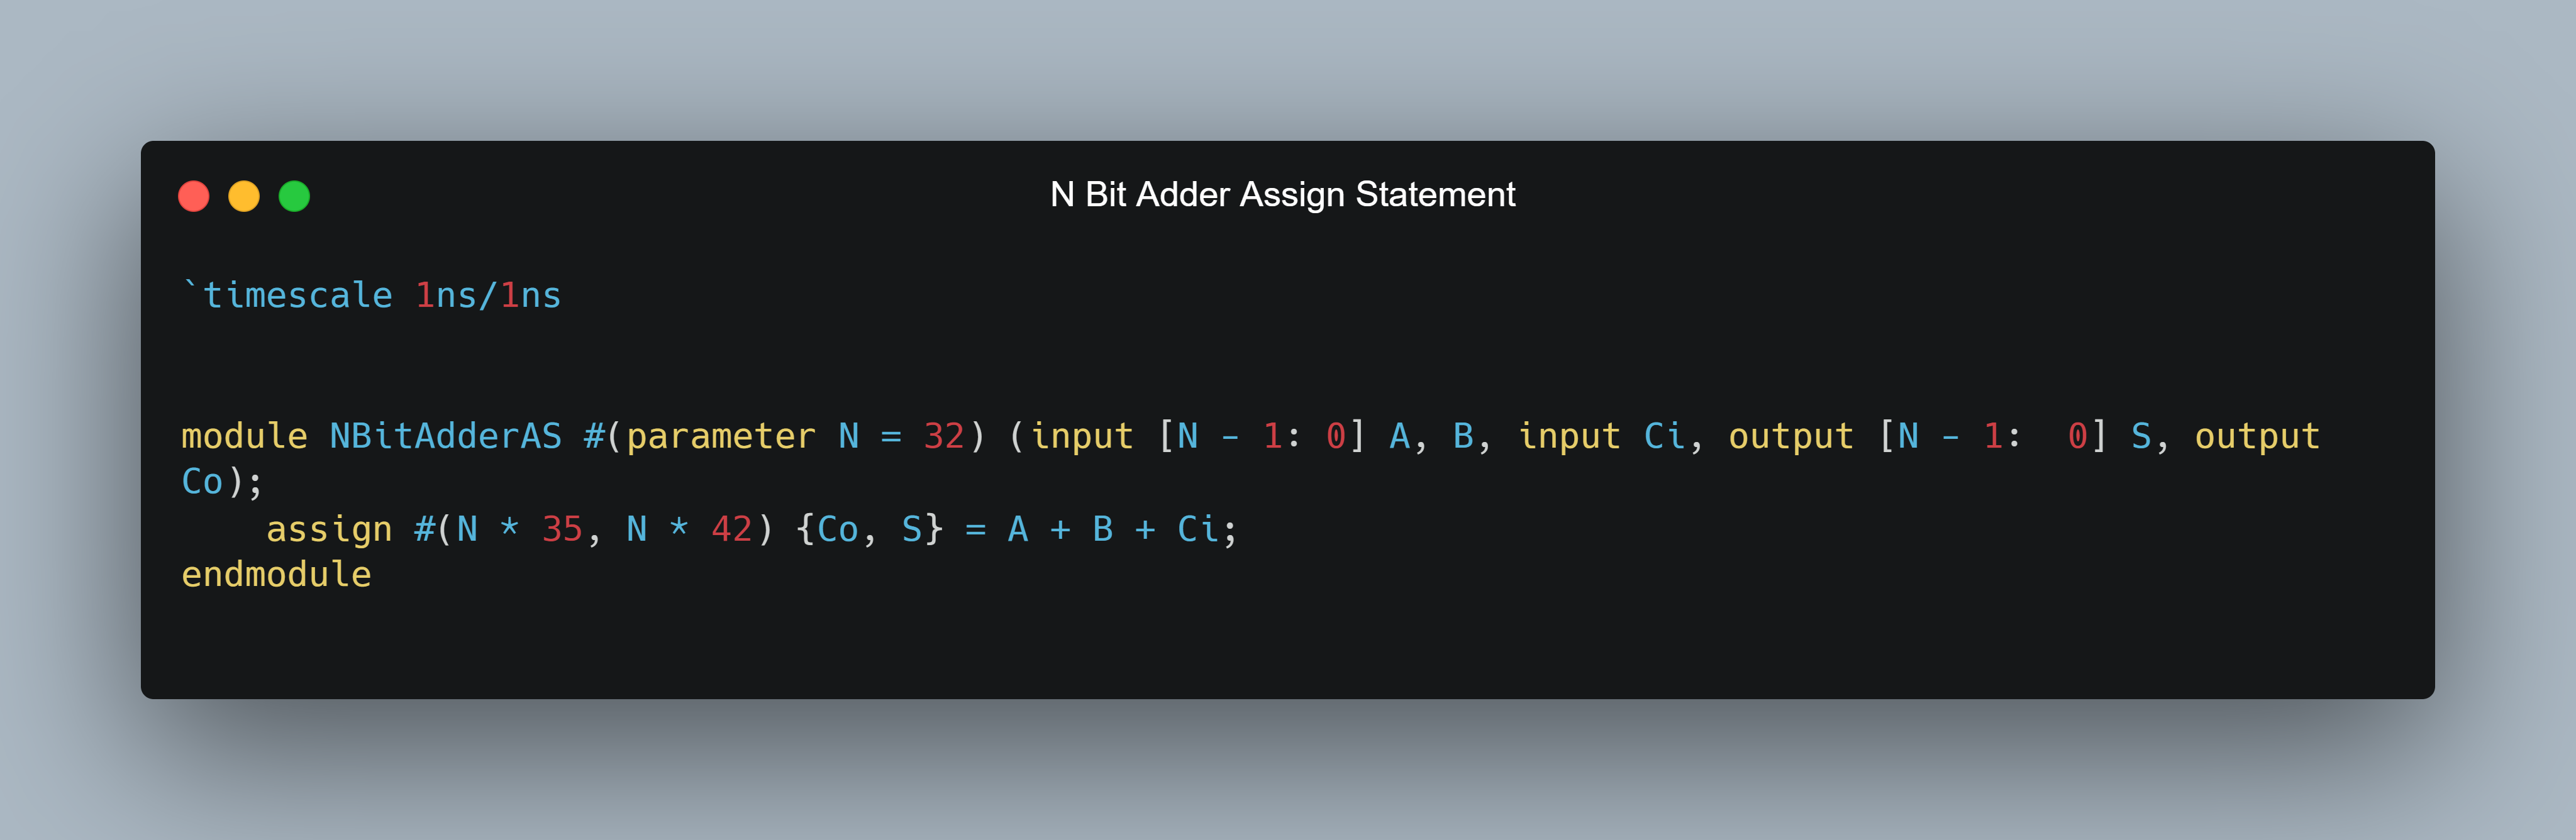 N Bit Adder Assign Statement
`timescale 1ns/1ns
module NBitAdderAS #(parameter N = 32) (input [N - 1: 0] A, B, input Ci, output [N - 1:  0] S, output
Co);
    assign #(N * 35, N * 42) {Co, S} = A + B + Ci;
endmodule